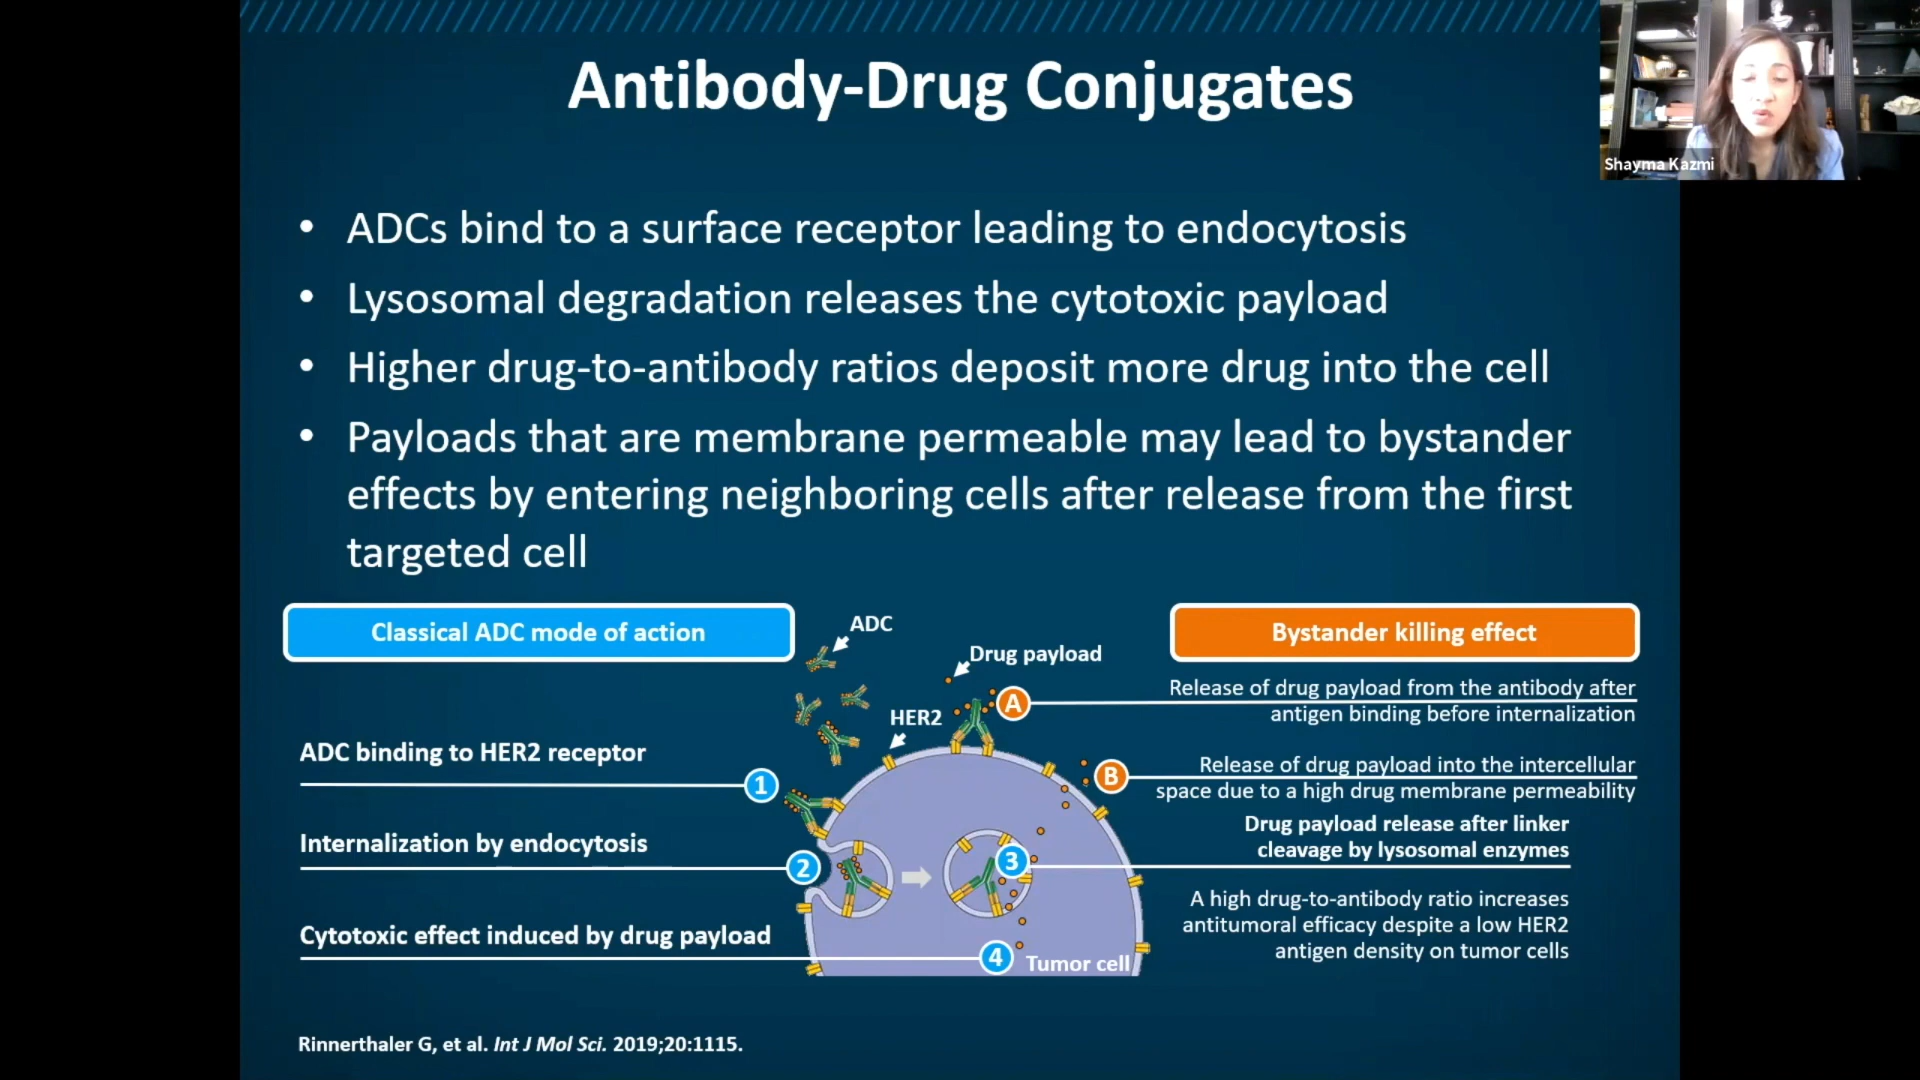 Antibody-Drug Conjugates
Shayma Kazmi
• ADCs bind to a surface receptor leading to endocytosis
• Lysosomal degradation releases the cytotoxic payload
• Higher drug-to-antibody ratios deposit more drug into the cell
• Payloads that are membrane permeable may lead to bystander
effects by entering neighboring cells after release from the first
targeted cell
Classical ADC mode of action
ADC binding to HER2 receptor
1
Internalization by endocytosis
2
Cytotoxic effect induced by drug payload
4
ADC
Drug payload
HER2
Tumor cell
Bystander killing effect
A
Release of drug payload from the antibody after
antigen binding before internalization
B
Release of drug payload into the intercellular
space due to a high drug membrane permeability
3
Drug payload release after linker
cleavage by lysosomal enzymes
A high drug-to-antibody ratio increases
antitumoral efficacy despite a low HER2
antigen density on tumor cells
Rinnerthaler G, et al. Int J Mol Sci. 2019;20:1115.